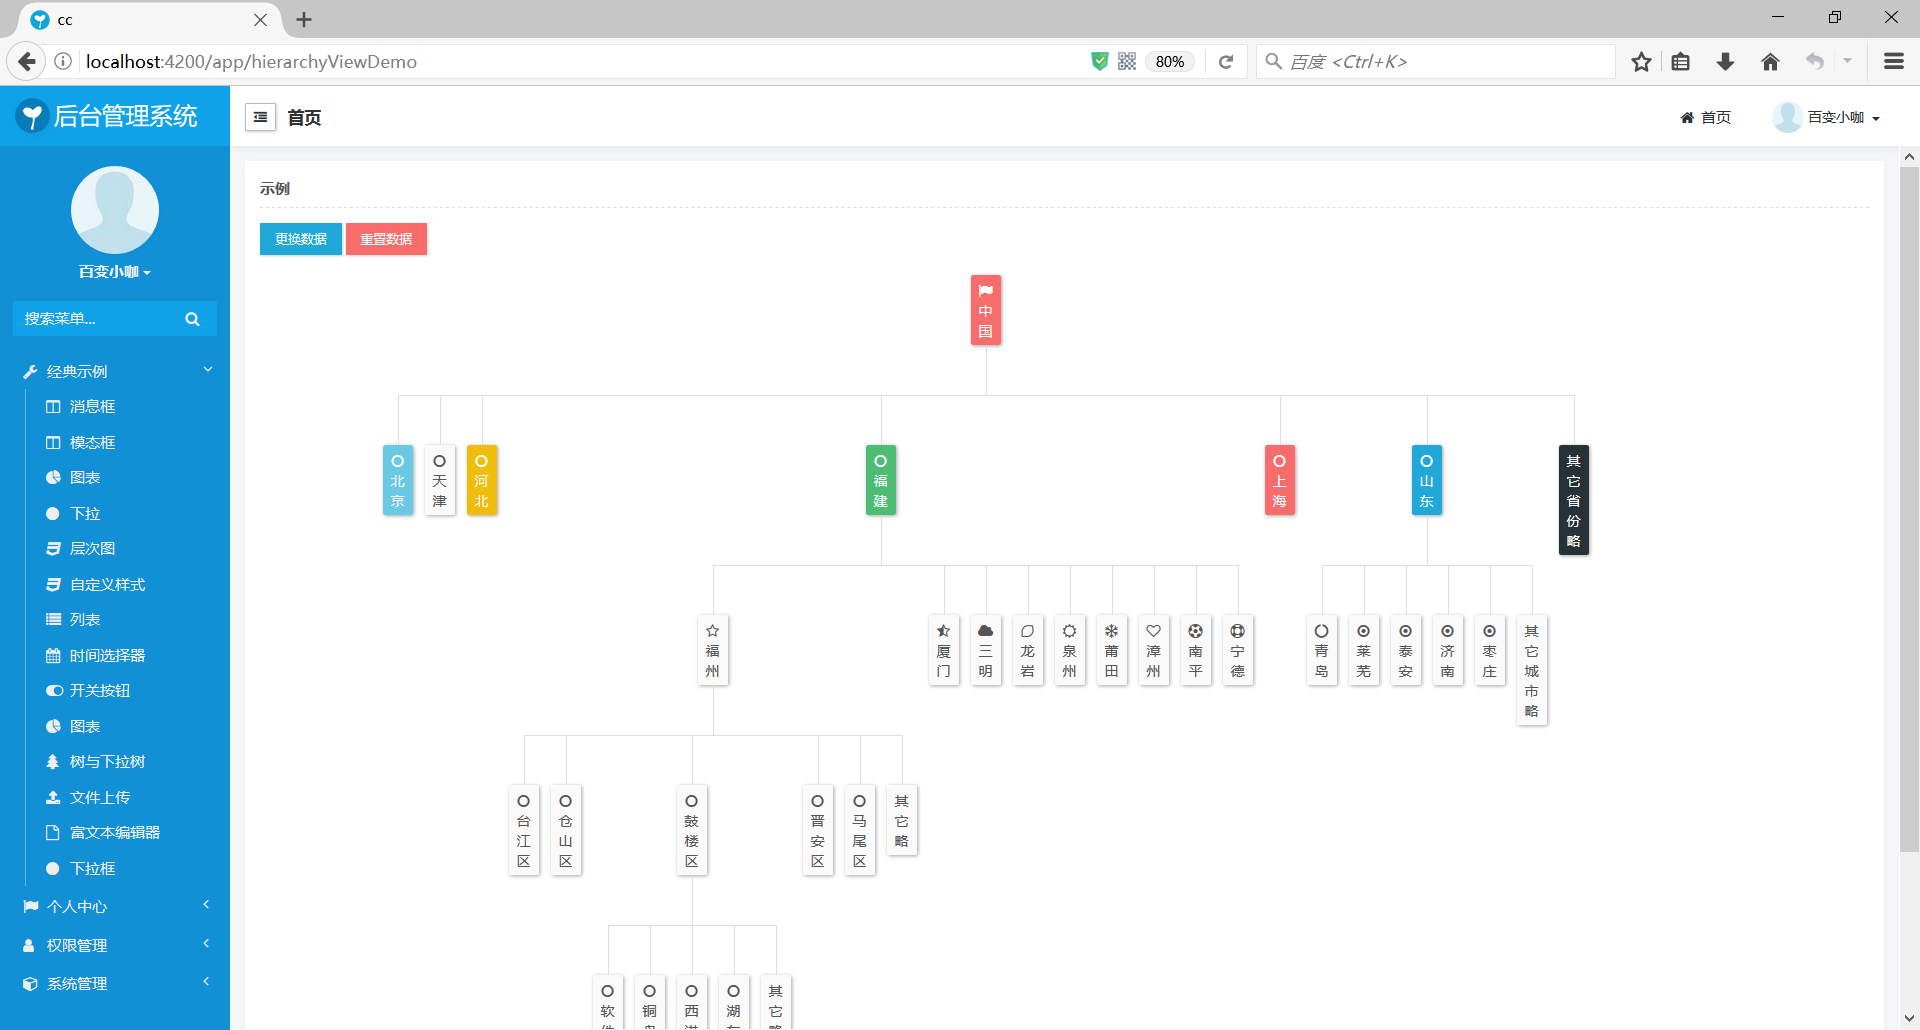 cc
localhost:4200/app/hierarchyViewDemo
80%
百度 <Ctrl+K>
后台管理系统
首页
首页
百变小咖
百变小咖
搜索菜单...
经典示例
消息框
模态框
图表
下拉
层次图
自定义样式
列表
时间选择器
开关按钮
图表
树与下拉树
文件上传
富文本编辑器
下拉框
个人中心
权限管理
系统管理
示例
更换数据
重置数据
中国
北京
天津
河北
福建
上海
山东
其它省份略
福州
厦门
三明
龙岩
泉州
莆田
漳州
南平
宁德
青岛
莱芜
泰安
济南
枣庄
其它城市略
台江区
仓山区
鼓楼区
晋安区
马尾区
其它略
软
铜
西
湖
其它